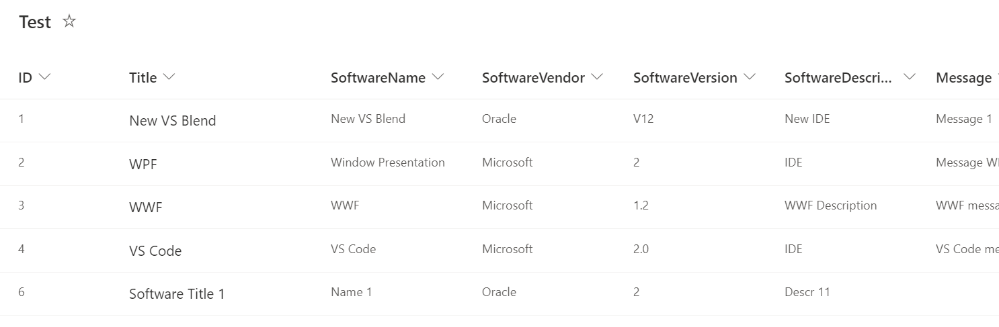 Test
ID Title SoftwareName SoftwareVendor SoftwareVersion SoftwareDescri... Message
1 New VS Blend New VS Blend Oracle V12 New IDE Message 1
2 WPF Window Presentation Microsoft 2 IDE Message
3 WWF WWF Microsoft 1.2 WWF Description WWF messa
4 VS Code VS Code Microsoft 2.0 IDE VS Code me
6 Software Title 1 Name 1 Oracle 2 Descr 11